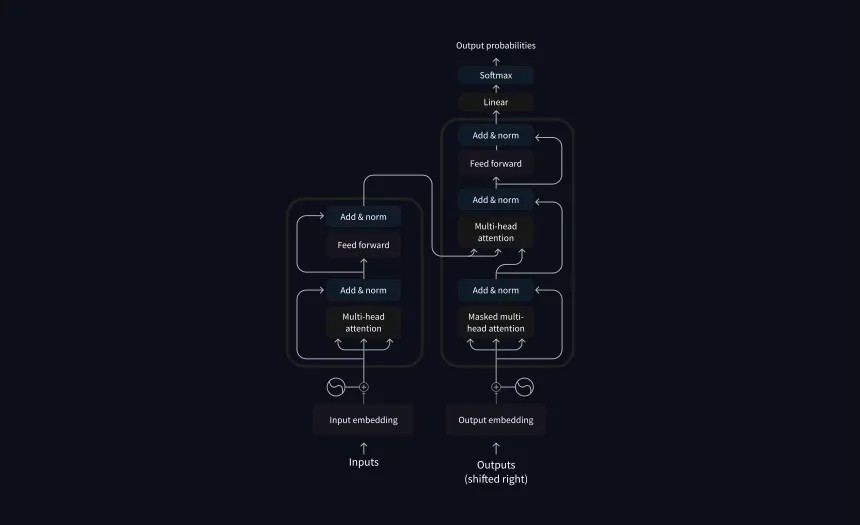 Output probabilities
Softmax
Linear
Add & norm
Feed forward
Add & norm
Multi-head
attention
Add & norm
Masked multi-
head attention
Add & norm
Feed forward
Add & norm
Multi-head
attention
Input embedding
Output embedding
Inputs
Outputs
(shifted right)